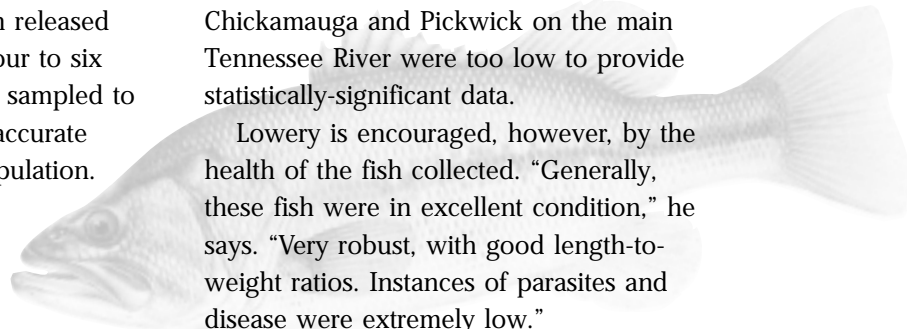 n released
our to six
sampled to
accurate
pulation.
Chickamauga and Pickwick on the main
Tennessee River were too low to provide
statistically-significant data.
Lowery is encouraged, however, by the
health of the fish collected. “Generally,
these fish were in excellent condition,” he
says. “Very robust, with good length-to-
weight ratios. Instances of parasites and
disease were extremely low.”